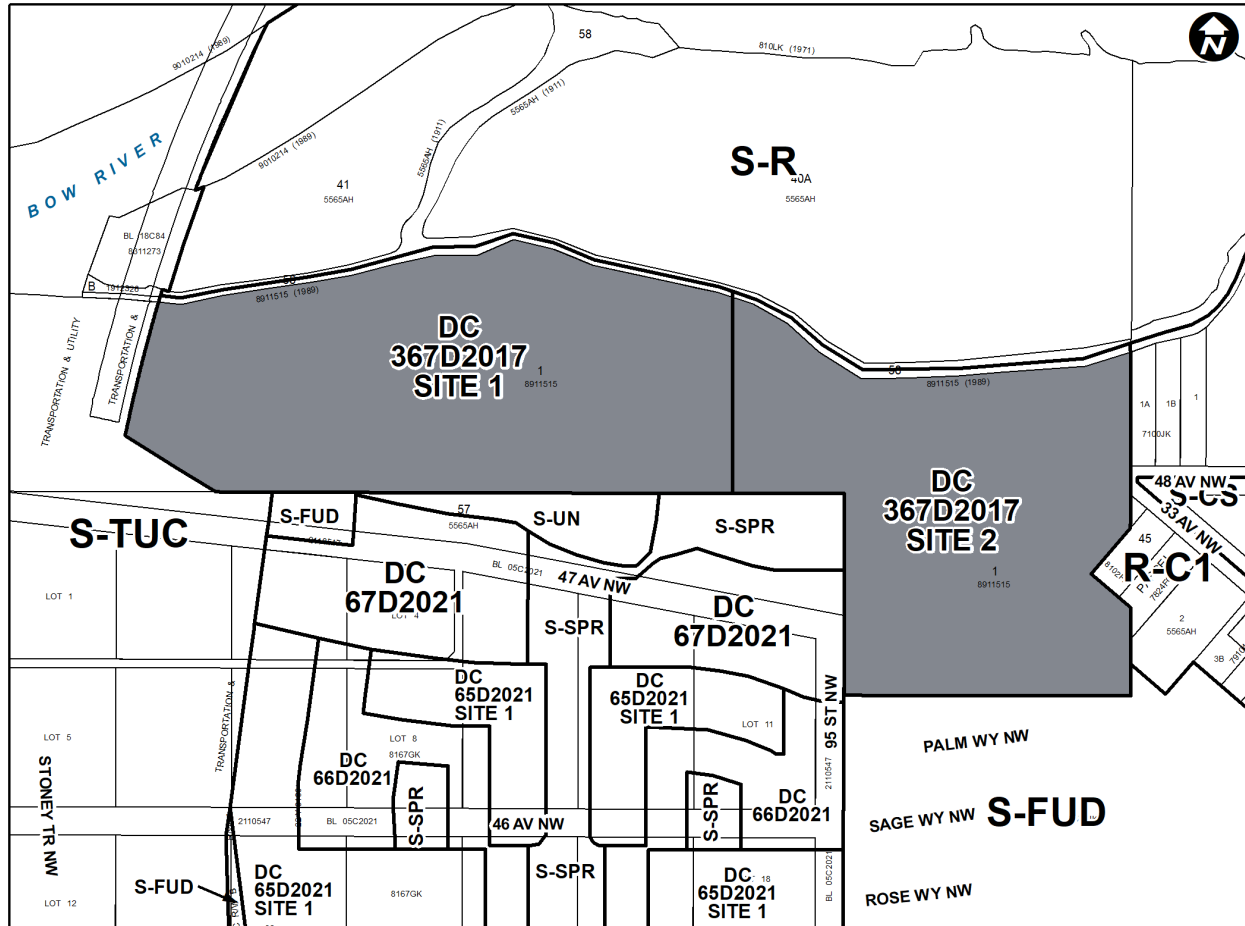 N
58
810LK (1971)
9010214 (1989)
5565AH (1911)
5565AH (1911)
9010214 (1989)
BOW RIVER
S-R
40A
5565AH
41
5565AH
BL 18C84
8311273
B
1912328
50
8911515 (1989)
TRANSPORTATION & UTILITY
TRANSPORTATION &
DC
367D2017
SITE 1
1
8911515
50
8911515 (1989)
1A
1B
1
7100JK
DC
367D2017
SITE 2
1
8911515
48 AV NW
S-CS
33 AV NW
45
R-C1
2
5565AH
3B
S-TUC
S-FUD
57
5565AH
S-UN
S-SPR
BL 05C2021
47 AV NW
LOT 1
DC
67D2021
LOT 4
S-SPR
DC
67D2021
TRANSPORTATION &
DC
65D2021
SITE 1
DC
65D2021
SITE 1
LOT 11
95 ST NW
2110547
LOT 5
LOT 8
8167GK
DC
66D2021
S-SPR
S-SPR
DC
66D2021
PALM WY NW
STONEY TR NW
2110547
BL 05C2021
46 AV NW
SAGE WY NW
S-FUD
S-FUD
DC
65D2021
SITE 1
8167GK
S-SPR
DC
65D2021
SITE 1
18
BL 05C2021
ROSE WY NW
LOT 12